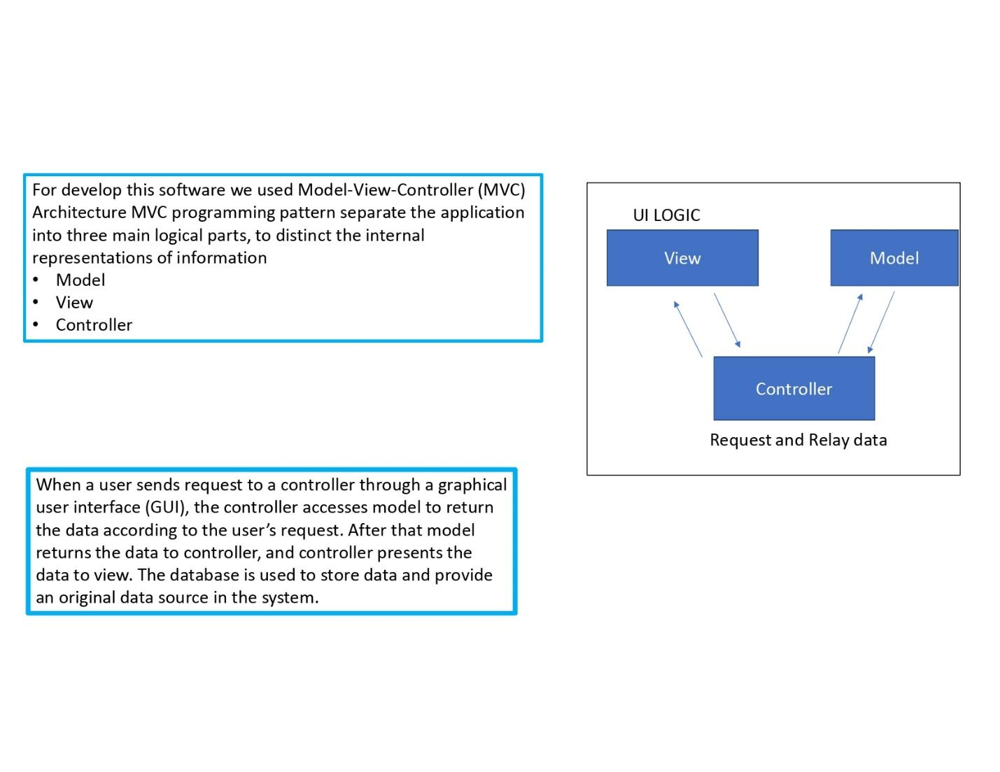 For develop this software we used Model-View-Controller (MVC)
Architecture MVC programming pattern separate the application
into three main logical parts, to distinct the internal
representations of information
• Model
• View
• Controller
When a user sends request to a controller through a graphical
user interface (GUI), the controller accesses model to return
the data according to the user’s request. After that model
returns the data to controller, and controller presents the
data to view. The database is used to store data and provide
an original data source in the system.
UI LOGIC
View
Model
Controller
Request and Relay data